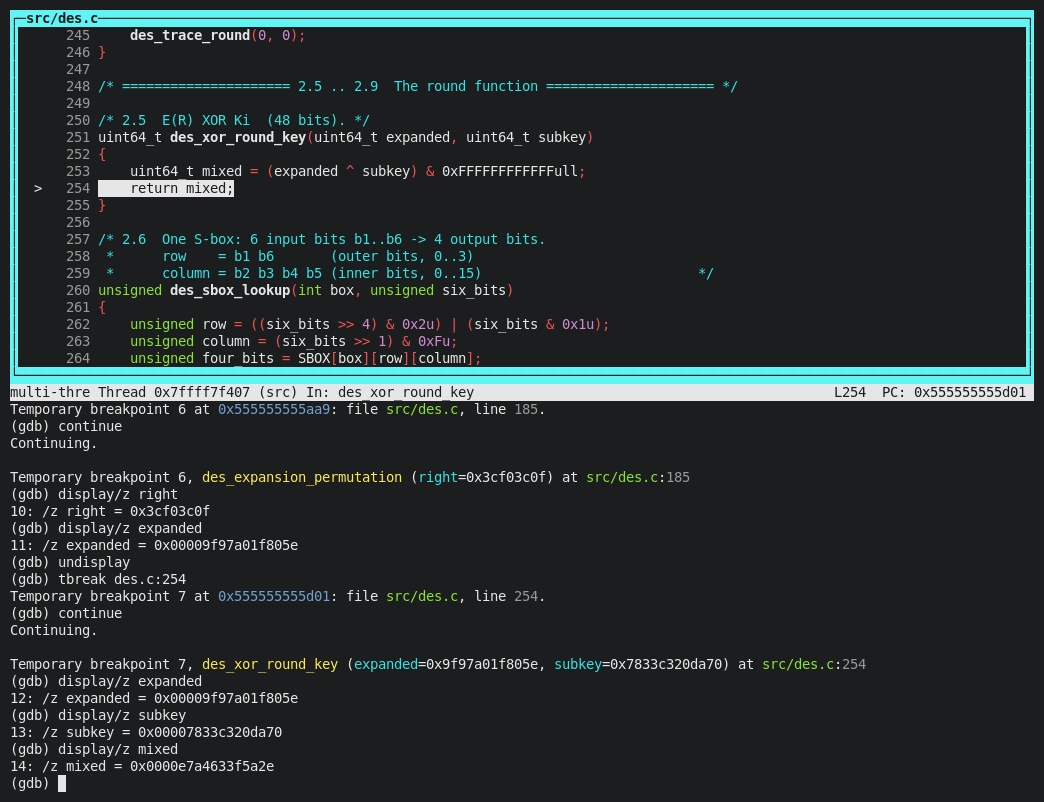 src/des.c
245     des_trace_round(0, 0);
246 }
247
248 /* ===================== 2.5 .. 2.9  The round function ===================== */
249
250 /* 2.5  E(R) XOR Ki  (48 bits). */
251 uint64_t des_xor_round_key(uint64_t expanded, uint64_t subkey)
252 {
253     uint64_t mixed = (expanded ^ subkey) & 0xFFFFFFFFFFFFull;
>   254     return mixed;
255 }
256
257 /* 2.6  One S-box: 6 input bits b1..b6 -> 4 output bits.
258  *      row    = b1 b6       (outer bits, 0..3)
259  *      column = b2 b3 b4 b5 (inner bits, 0..15)                           */
260 unsigned des_sbox_lookup(int box, unsigned six_bits)
261 {
262     unsigned row = ((six_bits >> 4) & 0x2u) | (six_bits & 0x1u);
263     unsigned column = (six_bits >> 1) & 0xFu;
264     unsigned four_bits = SBOX[box][row][column];
multi-thre Thread 0x7ffff7f407 (src) In: des_xor_round_key                                             L254  PC: 0x555555555d01
Temporary breakpoint 6 at 0x555555555aa9: file src/des.c, line 185.
(gdb) continue
Continuing.

Temporary breakpoint 6, des_expansion_permutation (right=0x3cf03c0f) at src/des.c:185
(gdb) display/z right
10: /z right = 0x3cf03c0f
(gdb) display/z expanded
11: /z expanded = 0x00009f97a01f805e
(gdb) undisplay
(gdb) tbreak des.c:254
Temporary breakpoint 7 at 0x555555555d01: file src/des.c, line 254.
(gdb) continue
Continuing.

Temporary breakpoint 7, des_xor_round_key (expanded=0x9f97a01f805e, subkey=0x7833c320da70) at src/des.c:254
(gdb) display/z expanded
12: /z expanded = 0x00009f97a01f805e
(gdb) display/z subkey
13: /z subkey = 0x00007833c320da70
(gdb) display/z mixed
14: /z mixed = 0x0000e7a4633f5a2e
(gdb)